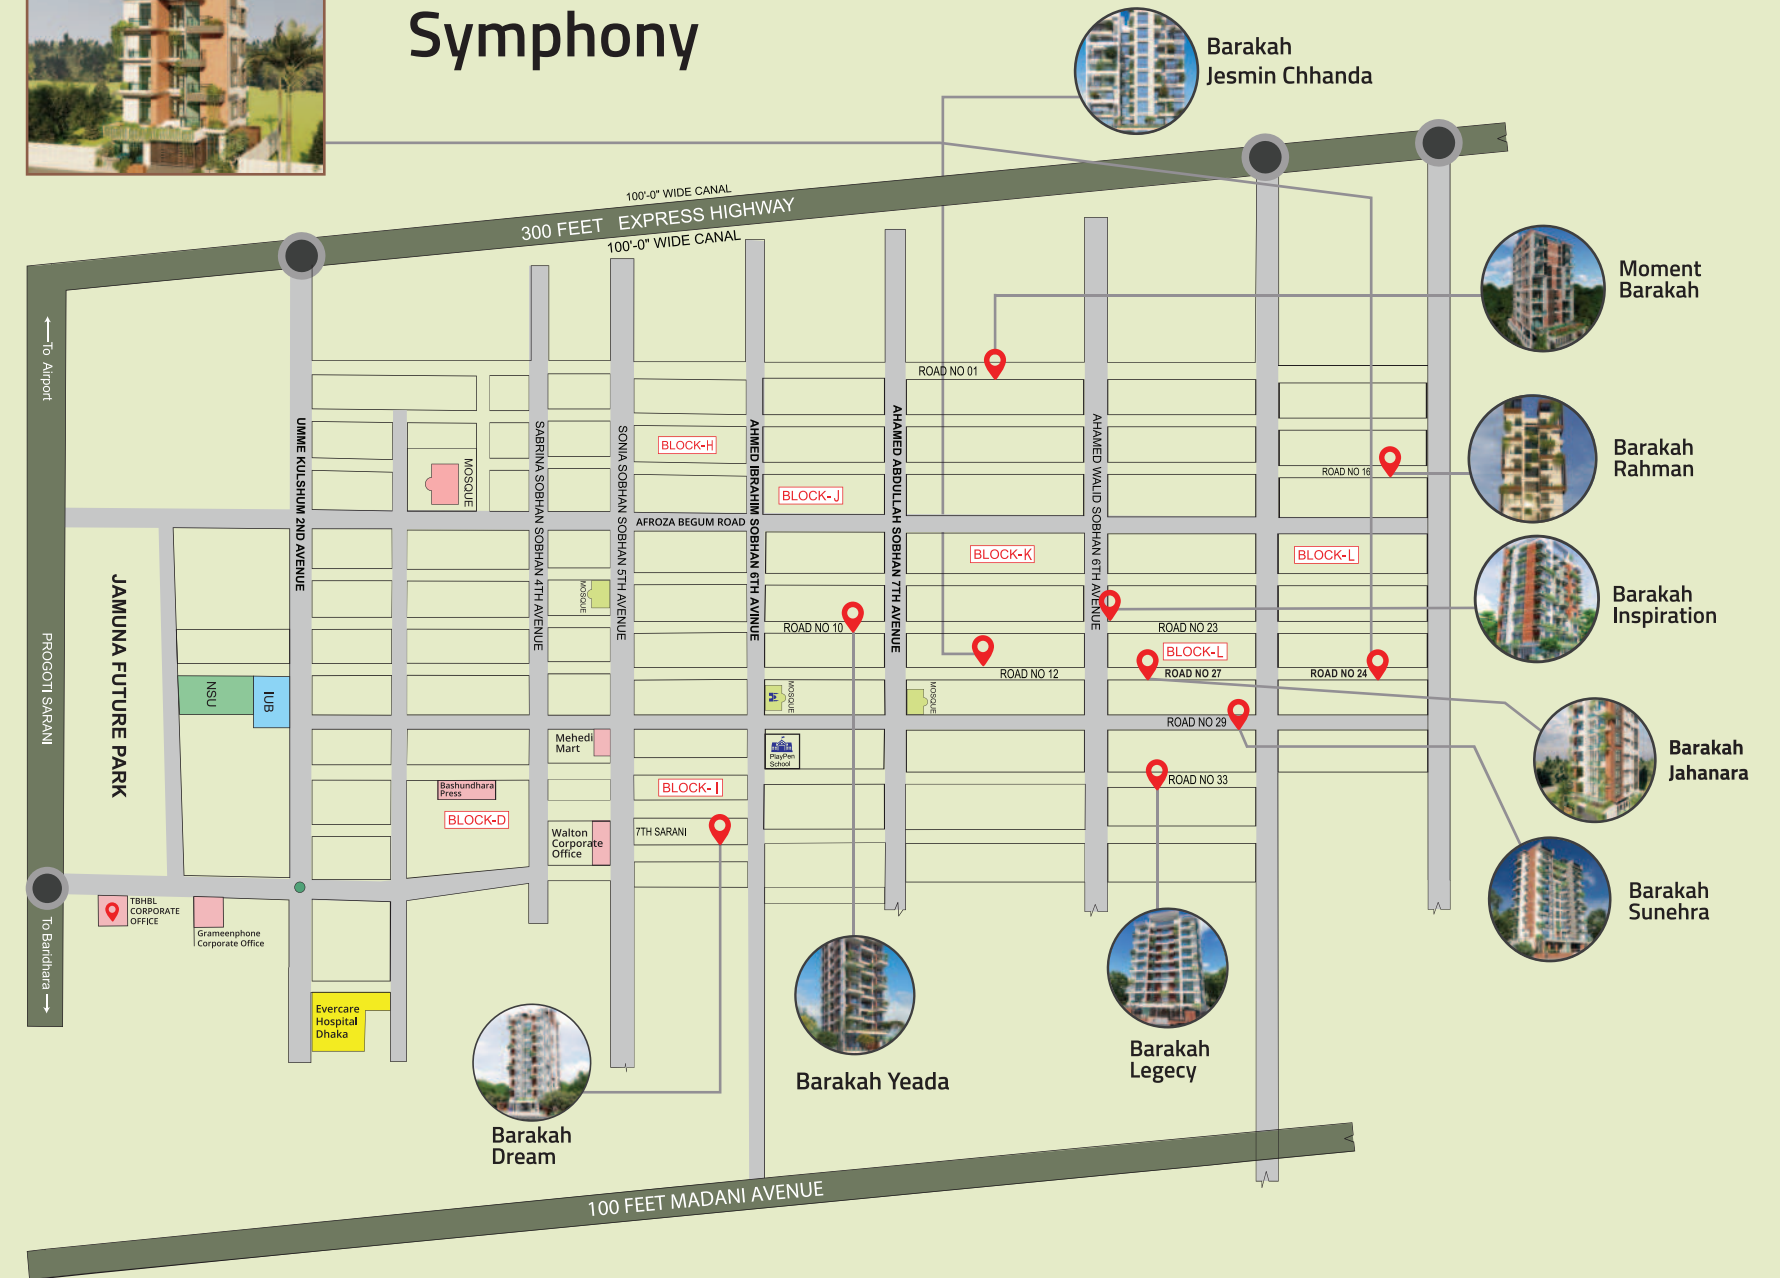 Symphony
Barakah
Jesmin Chhanda
100'-0" WIDE CANAL
300 FEET EXPRESS HIGHWAY
100'-0" WIDE CANAL
Moment
Barakah
To Airport
ROAD NO 01
UMME KULSHUM 2ND AVENUE
SABRINA SOBHAN 4TH AVENUE
SONIA SOBHAN 5TH AVENUE
AHMED IBRAHIM SOBHAN 6TH AVINUE
AHAMED ABDULLAH SOBHAN 7TH AVENUE
AHAMED WALID SOBHAN 6TH AVENUE
BLOCK-H
MOSQUE
BLOCK-J
ROAD NO 16
Barakah
Rahman
AFROZA BEGUM ROAD
BLOCK-K
BLOCK-L
JAMUNA FUTURE PARK
PROGOTI SARANI
MOSQUE
Barakah
Inspiration
ROAD NO 10
ROAD NO 23
BLOCK-L
ROAD NO 12
ROAD NO 27
ROAD NO 24
NSU
IUB
MOSQUE
MOSQUE
ROAD NO 29
Mehedi
Mart
PlayPen
School
Barakah
Jahanara
Bashundhara
Press
BLOCK-I
ROAD NO 33
BLOCK-D
Walton
Corporate
Office
7TH SARANI
TBHBL
CORPORATE
OFFICE
Grameenphone
Corporate Office
Barakah
Sunehra
To Baridhara
Evercare
Hospital
Dhaka
Barakah Yeada
Barakah
Legecy
Barakah
Dream
100 FEET MADANI AVENUE